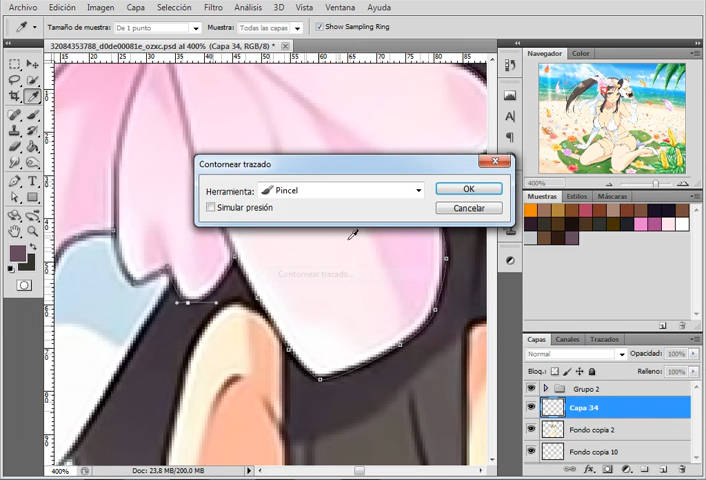 Archivo Edición Imagen Capa Selección Filtro Análisis 3D Vista Ventana Ayuda
Tamaño de muestra: De 1 punto Muestra: Todas las capas Show Sampling Ring
32084353788_d0de00081e_ozxc.psd al 400% (Capa 34, RGB/8) *
Navegador Color
400%
Contornear trazado
Herramienta: Pincel OK
Simular presión Cancelar
Contornear trazado...
Muestras Estilos Máscaras
Capas Canales Trazados
Normal Opacidad: 100%
Bloq.: Relleno: 100%
Grupo 2
Capa 34
Fondo copia 2
Fondo copia 10
400% Doc: 23,8 MB/200,0 MB